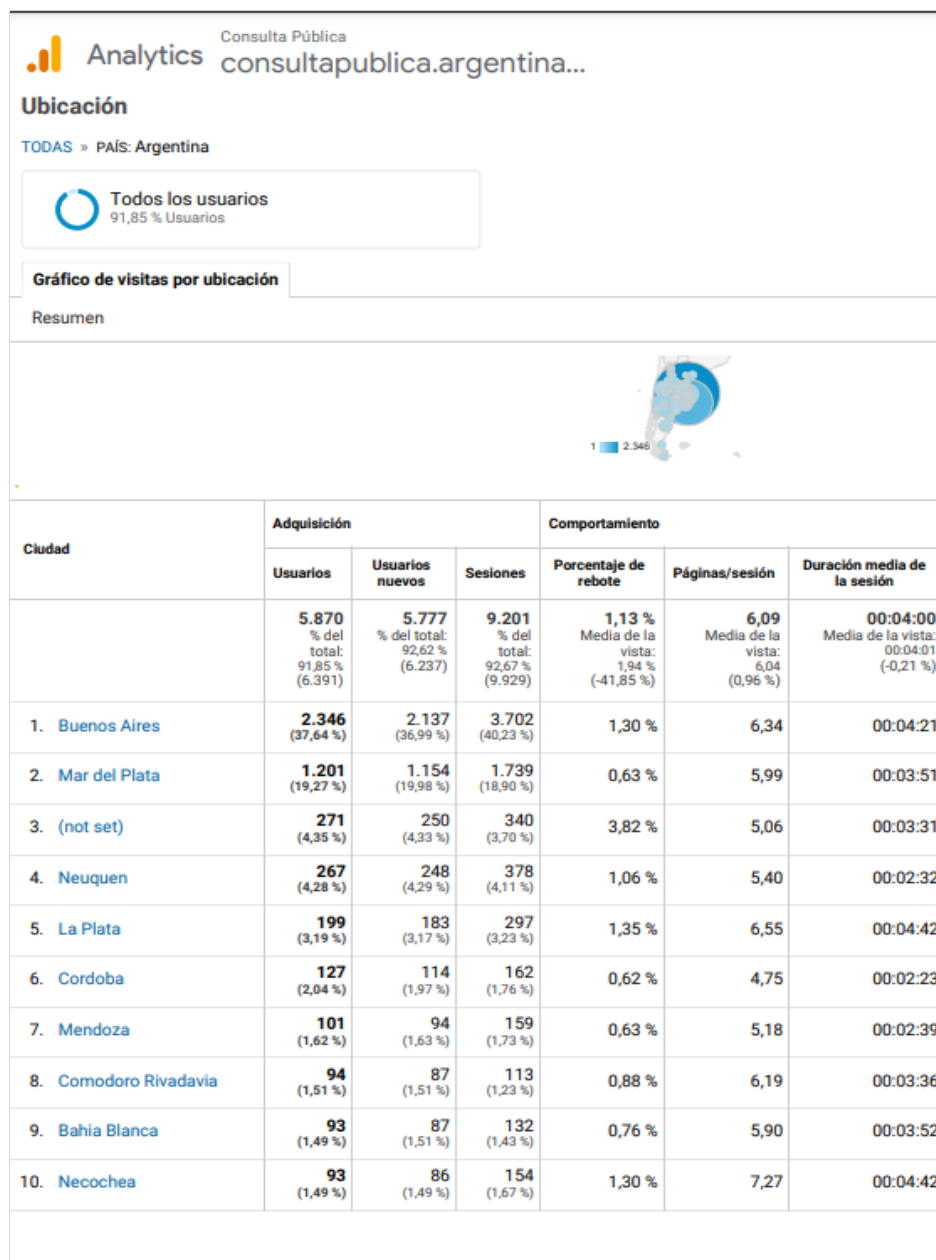 Analytics
Consulta Pública
consultapublica.argentina...
Ubicación
TODAS » PAÍS: Argentina
Todos los usuarios
91,85 % Usuarios
Gráfico de visitas por ubicación
Resumen
1 2.346
Ciudad
Adquisición Comportamiento
Usuarios Usuarios nuevos Sesiones Porcentaje de rebote Páginas/sesión Duración media de la sesión
5.870 5.777 9.201 1,13 % 6,09 00:04:00
% del total: 91,85 % (6.391) % del total: 92,62 % (6.237) % del total: 92,67 % (9.929) Media de la vista: 1,94 % (-41,85 %) Media de la vista: 6,04 (0,96 %) Media de la vista: 00:04:01 (-0,21 %)
1. Buenos Aires 2.346 (37,64 %) 2.137 (36,99 %) 3.702 (40,23 %) 1,30 % 6,34 00:04:21
2. Mar del Plata 1.201 (19,27 %) 1.154 (19,98 %) 1.739 (18,90 %) 0,63 % 5,99 00:03:51
3. (not set) 271 (4,35 %) 250 (4,33 %) 340 (3,70 %) 3,82 % 5,06 00:03:31
4. Neuquen 267 (4,28 %) 248 (4,29 %) 378 (4,11 %) 1,06 % 5,40 00:02:32
5. La Plata 199 (3,19 %) 183 (3,17 %) 297 (3,23 %) 1,35 % 6,55 00:04:42
6. Cordoba 127 (2,04 %) 114 (1,97 %) 162 (1,76 %) 0,62 % 4,75 00:02:23
7. Mendoza 101 (1,62 %) 94 (1,63 %) 159 (1,73 %) 0,63 % 5,18 00:02:39
8. Comodoro Rivadavia 94 (1,51 %) 87 (1,51 %) 113 (1,23 %) 0,88 % 6,19 00:03:36
9. Bahia Blanca 93 (1,49 %) 87 (1,51 %) 132 (1,43 %) 0,76 % 5,90 00:03:52
10. Necochea 93 (1,49 %) 86 (1,49 %) 154 (1,67 %) 1,30 % 7,27 00:04:42